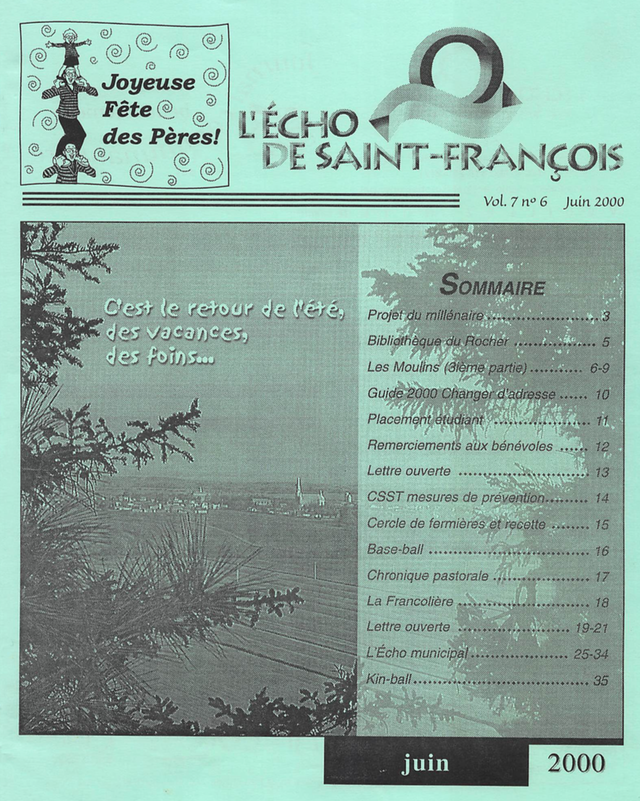 Joyeuse
Fête
des Pères!
L'ÉCHO
DE SAINT-FRANÇOIS
Vol. 7 nº 6 Juin 2000
C'est le retour de l'été,
des vacances,
des foins...
SOMMAIRE
Projet du millénaire ........................ 3
Bibliothèque du Rocher .................. 5
Les Moulins (3ième partie) .......... 6-9
Guide 2000 Changer d'adresse ...... 10
Placement étudiant ..................... 11
Remerciements aux bénévoles ...... 12
Lettre ouverte ........................... 13
CSST mesures de prévention ........ 14
Cercle de fermières et recette ........ 15
Base-ball ................................ 16
Chronique pastorale .................... 17
La Francolière .......................... 18
Lettre ouverte ....................... 19-21
L'Écho municipal .................... 25-34
Kin-ball ................................. 35
juin 2000